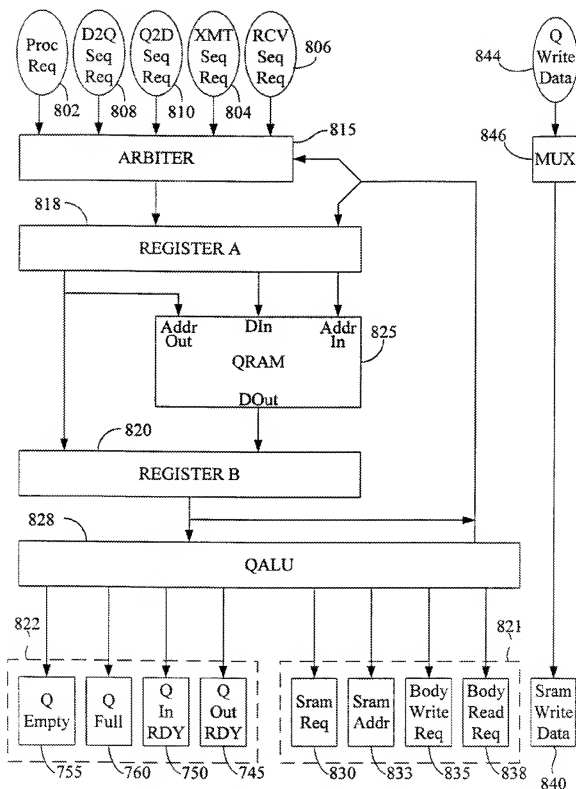 Proc
Req
D2Q
Seq
Req
Q2D
Seq
Req
XMT
Seq
Req
RCV
Seq
Req
806
802
808
810
804
844
Q
Write
Data
815
ARBITER
846
MUX
818
REGISTER A
Addr
Out
DIn
Addr
In
825
QRAM
DOut
820
REGISTER B
828
QALU
822
821
Q
Empty
Q
Full
Q
In
RDY
Q
Out
RDY
Sram
Req
Sram
Addr
Body
Write
Req
Body
Read
Req
Sram
Write
Data
755
760
750
745
830
833
835
838
840